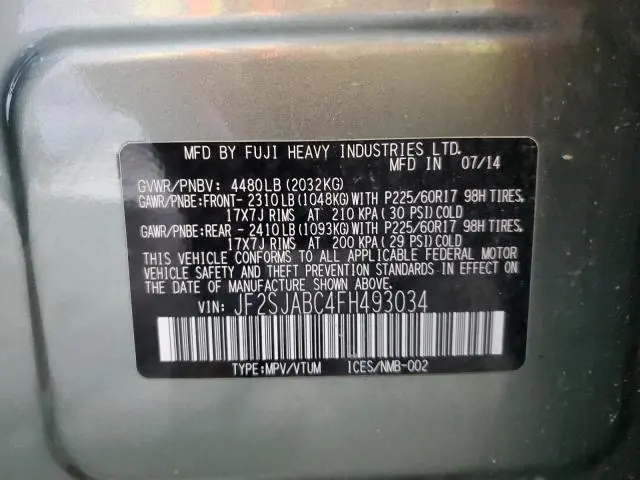 MFD BY FUJI HEAVY INDUSTRIES LTD.
MFD IN 07/14
GVWR/PNBV: 4480LB(2032KG)
GAWR/PNBE:FRONT- 2310LB(1048KG)WITH P225/60R17 98H TIRES,
17X7J RIMS AT 210 KPA(30 PSI)COLD
GAWR/PNBE:REAR - 2410LB(1093KG)WITH P225/60R17 98H TIRES,
17X7J RIMS AT 200 KPA(29 PSI)COLD
THIS VEHICLE CONFORMS TO ALL APPLICABLE FEDERAL MOTOR
VEHICLE SAFETY AND THEFT PREVENTION STANDARDS IN EFFECT ON
THE DATE OF MANUFACTURE SHOWN ABOVE.
VIN: JF2SJABC4FH493034
TYPE:MPV/VTUM ICES/NMB-002